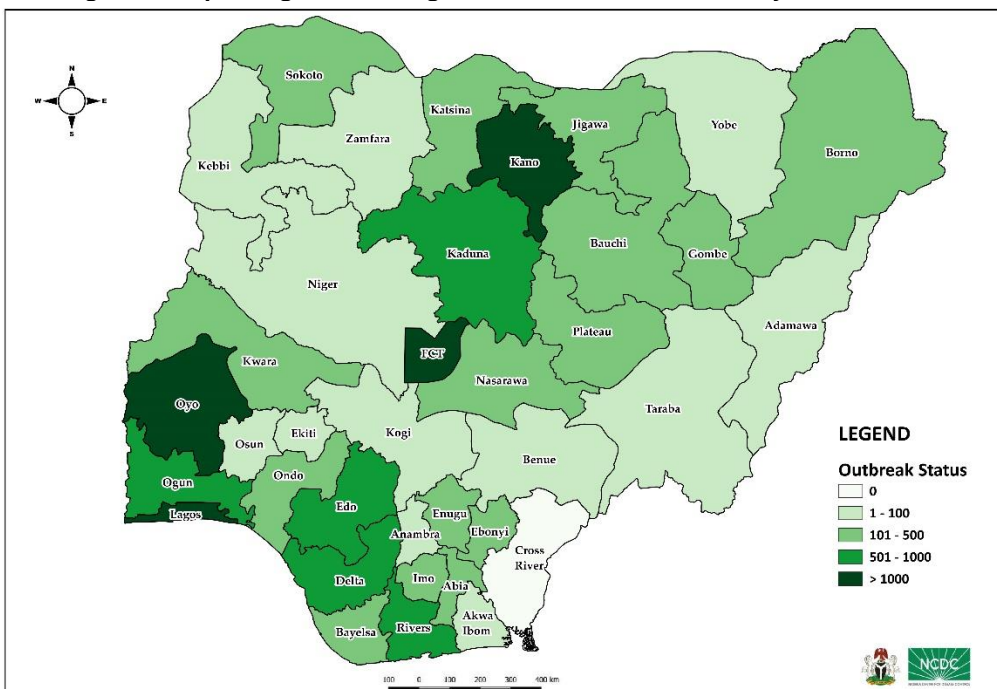 N
W E
S
Sokoto
Katsina
Jigawa
Yobe
Borno
Zamfara
Kano
Kebbi
Bauchi
Gombe
Kaduna
Niger
Adamawa
Plateau
Kwara
FCT
Nasarawa
Oyo
Taraba
Osun
Ekiti
Kogi
Benue
Ogun
Ondo
Edo
Lagos
Enugu
Ebonyi
Anambra
Cross
River
Delta
Imo
Abia
Akwa
Ibom
Bayelsa
Rivers
LEGEND
Outbreak Status
0
1 - 100
101 - 500
501 - 1000
> 1000
100 0 100 200 300 400 km
NCDC